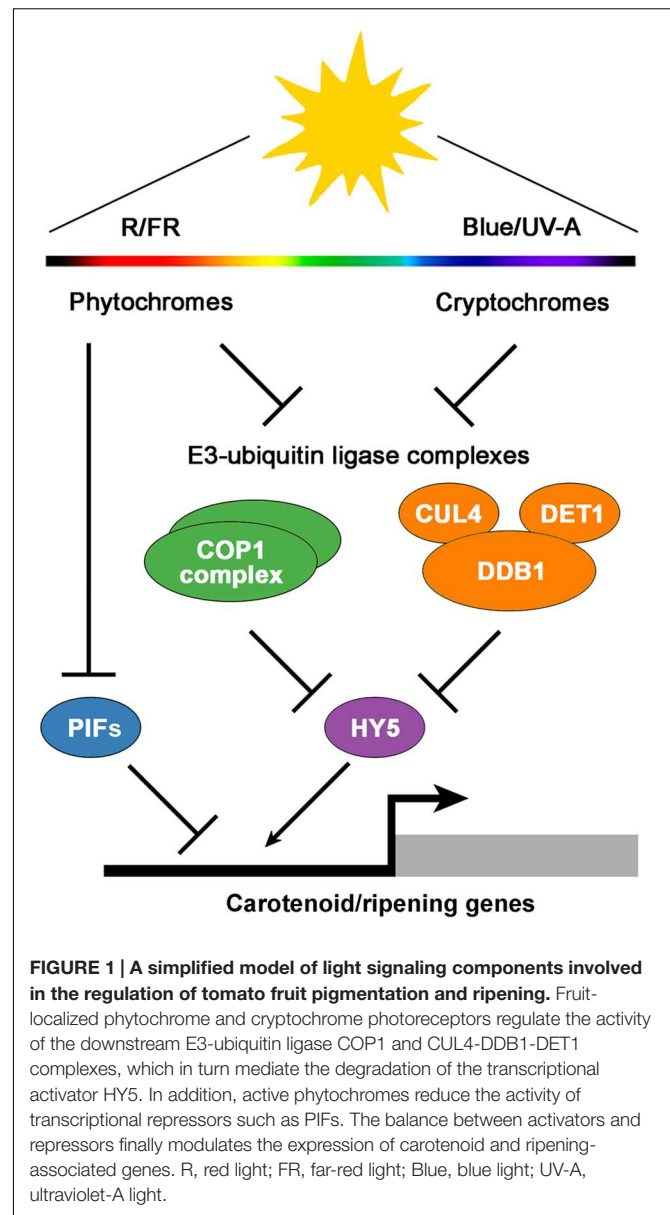 R/FR
Blue/UV-A
Phytochromes
Cryptochromes
E3-ubiquitin ligase complexes
COP1
complex
CUL4
DET1
DDB1
PIFs
HY5
Carotenoid/ripening genes
FIGURE 1 | A simplified model of light signaling components involved
in the regulation of tomato fruit pigmentation and ripening. Fruit-
localized phytochrome and cryptochrome photoreceptors regulate the activity
of the downstream E3-ubiquitin ligase COP1 and CUL4-DDB1-DET1
complexes, which in turn mediate the degradation of the transcriptional
activator HY5. In addition, active phytochromes reduce the activity of
transcriptional repressors such as PIFs. The balance between activators and
repressors finally modulates the expression of carotenoid and ripening-
associated genes. R, red light; FR, far-red light; Blue, blue light; UV-A,
ultraviolet-A light.